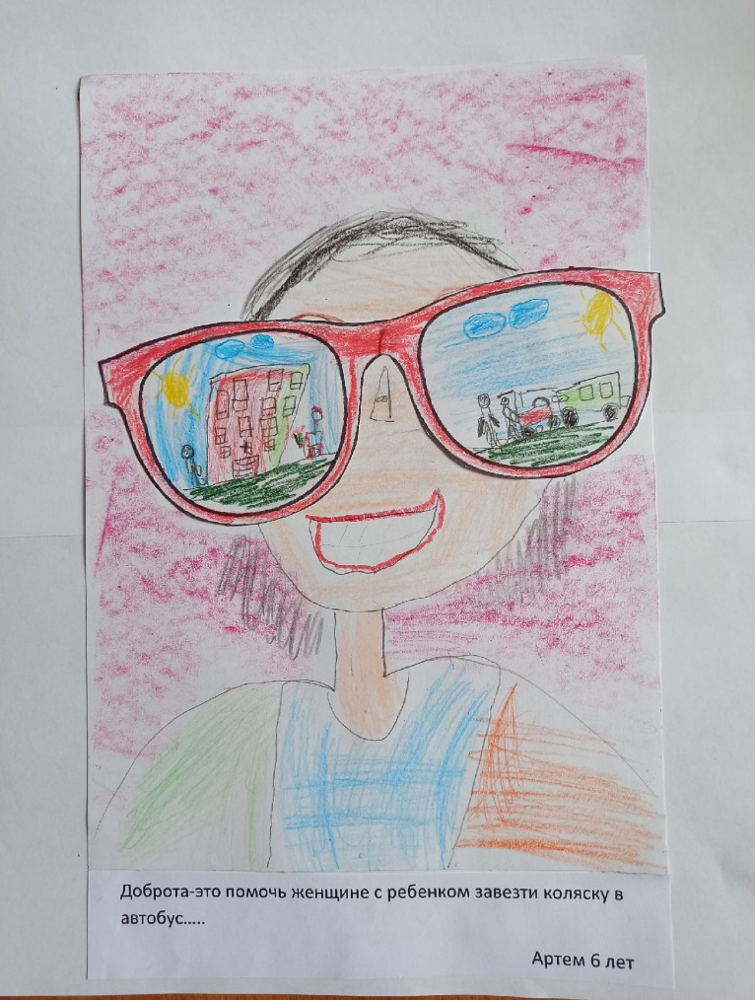 Доброта-это помочь женщине с ребенком завезти коляску в
автобус.....
Артем 6 лет